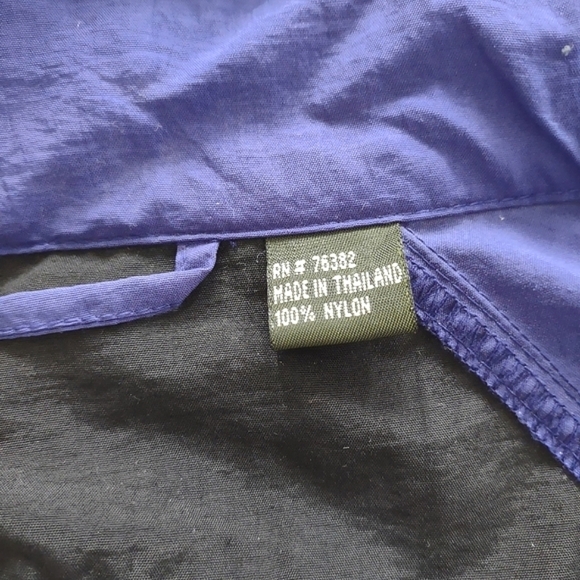 RN # 76382
MADE IN THAILAND
100% NYLON